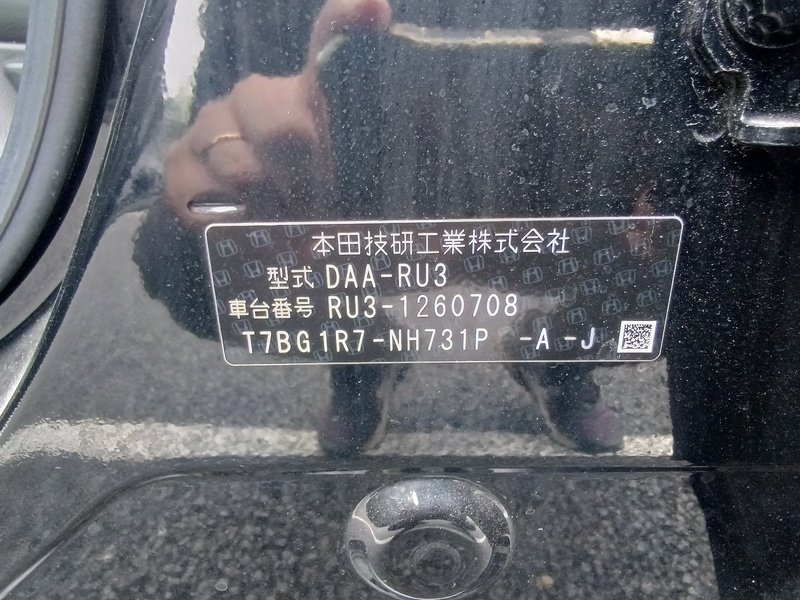 本田技研工業株式会社
型式 DAA-RU3
車台番号 RU3-1260708
T7BG1R7-NH731P -A -J